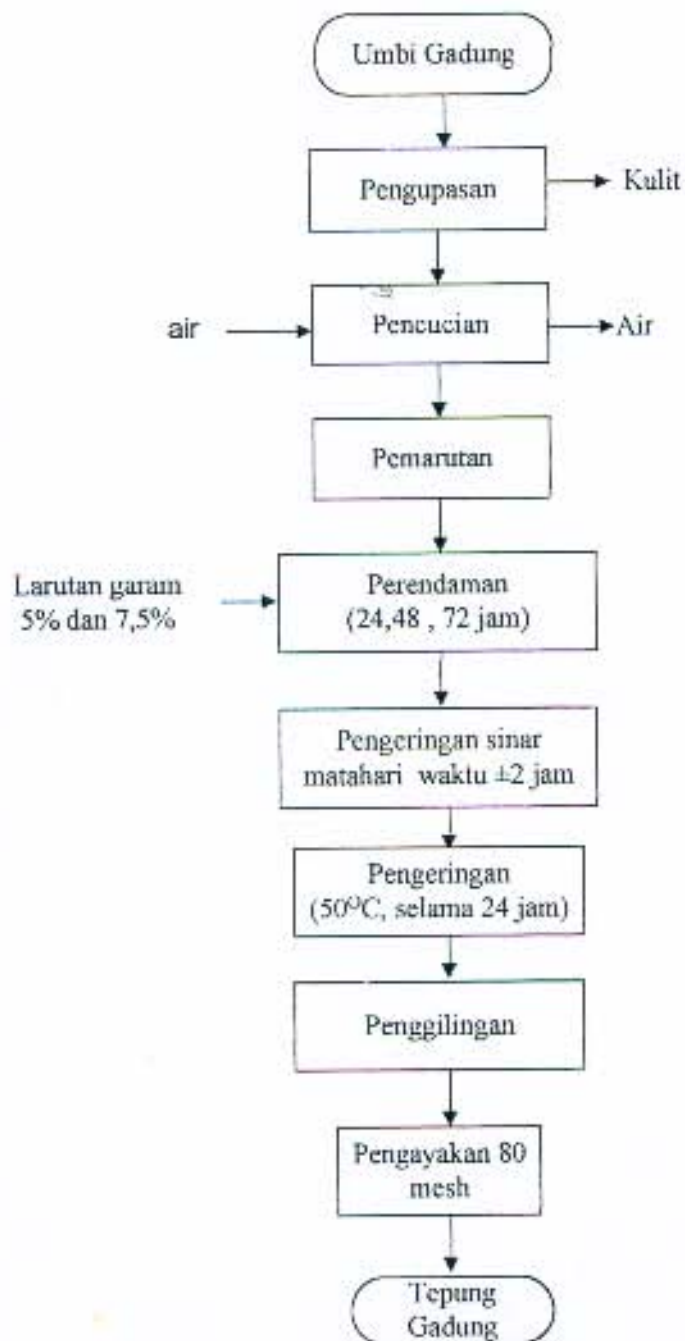 Umbi Gadung
Pengupasan
Kulit
air
Pencucian
Air
Pemarutan
Larutan garam
5% dan 7,5%
Perendaman
(24,48 , 72 jam)
Pengeringan sinar
matahari waktu ±2 jam
Pengeringan
(50°C, selama 24 jam)
Penggilingan
Pengayakan 80
mesh
Tepung
Gadung